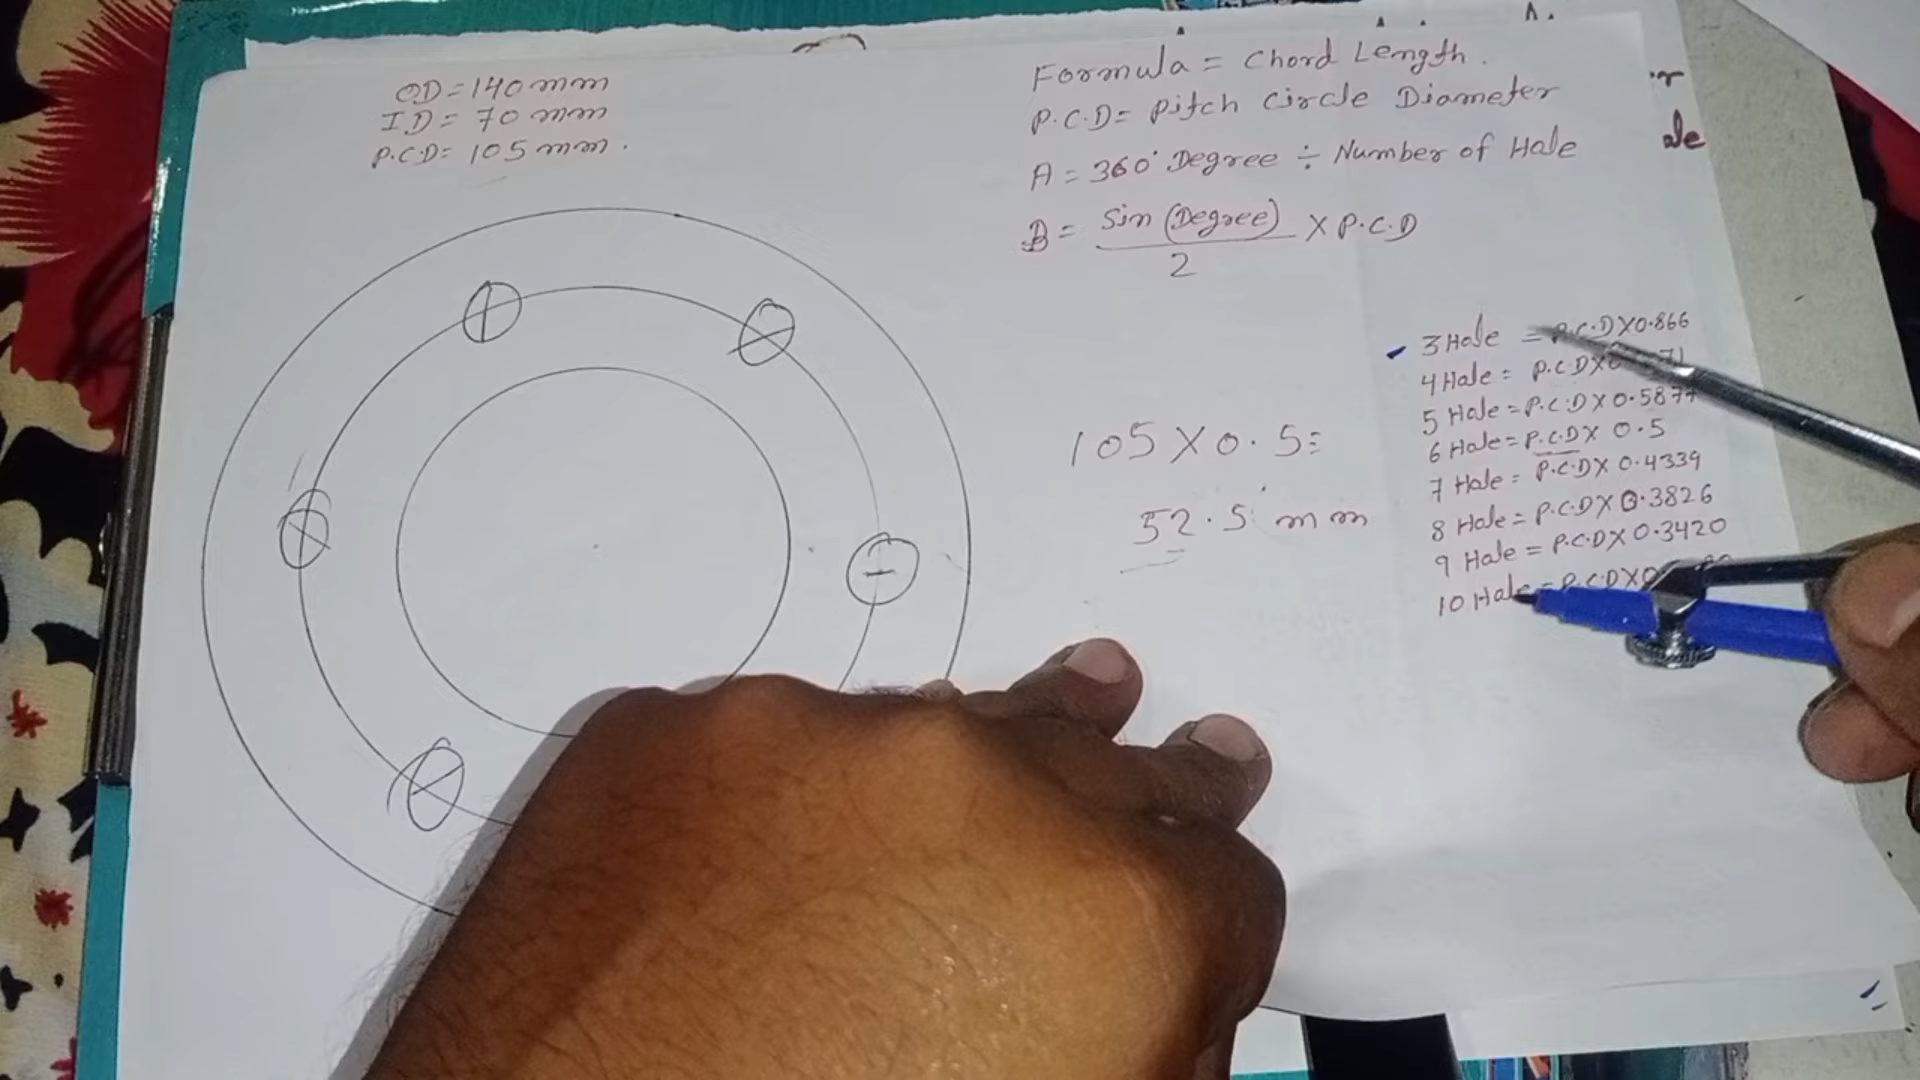 OD = 140 mm
ID = 70 mm
P.C.D = 105 mm.
Formula = Chord Length.
P.C.D = Pitch Circle Diameter
A = 360° Degree ÷ Number of Hole
B = Sin (Degree) / 2 X P.C.D
3 Hole = P.C.D X 0.866
4 Hole = P.C.D X
5 Hole = P.C.D X 0.5877
6 Hole = P.C.D X 0.5
7 Hole = P.C.D X 0.4339
8 Hole = P.C.D X 0.3826
9 Hole = P.C.D X 0.3420
10 Hole = P.C.D X
105 X 0.5 =
52.5 mm